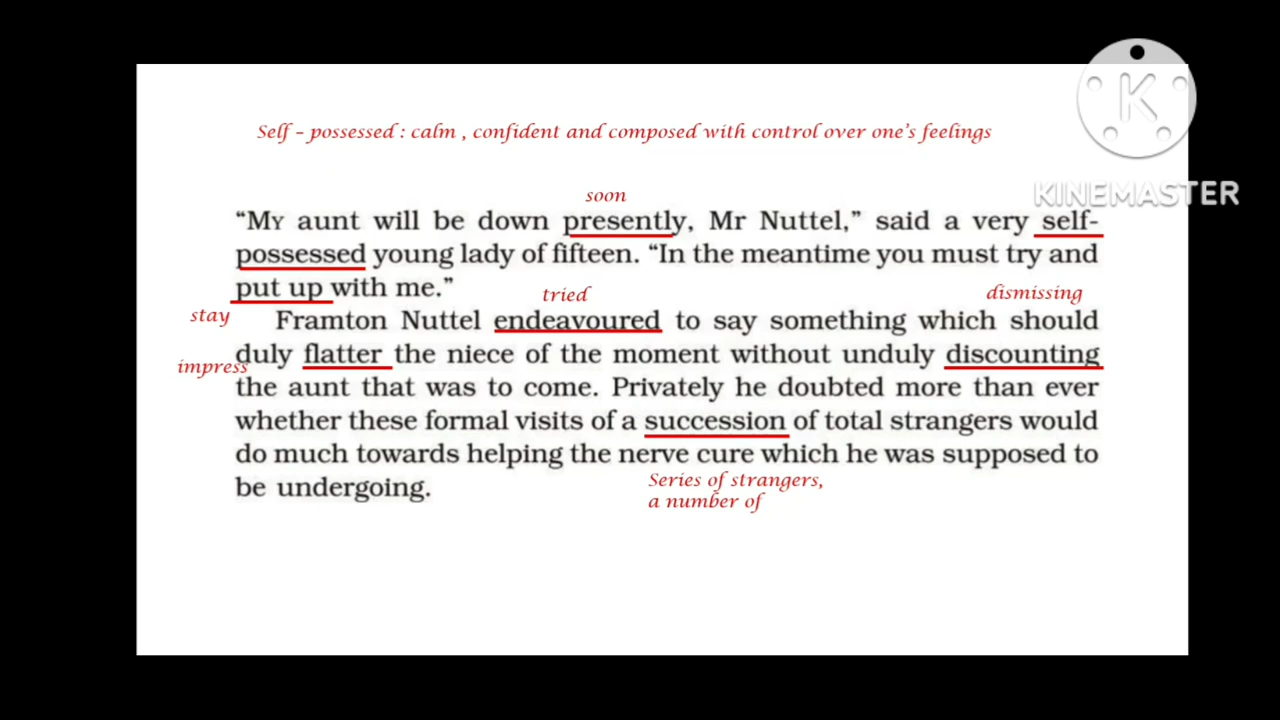 Self – possessed : calm , confident and composed with control over one's feelings
K
KINEMASTER
soon
“MY aunt will be down presently, Mr Nuttel,” said a very self-
possessed young lady of fifteen. “In the meantime you must try and
put up with me.”
tried
dismissing
stay
Framton Nuttel endeavoured to say something which should
impress
duly flatter the niece of the moment without unduly discounting
the aunt that was to come. Privately he doubted more than ever
whether these formal visits of a succession of total strangers would
do much towards helping the nerve cure which he was supposed to
be undergoing.
Series of strangers,
a number of